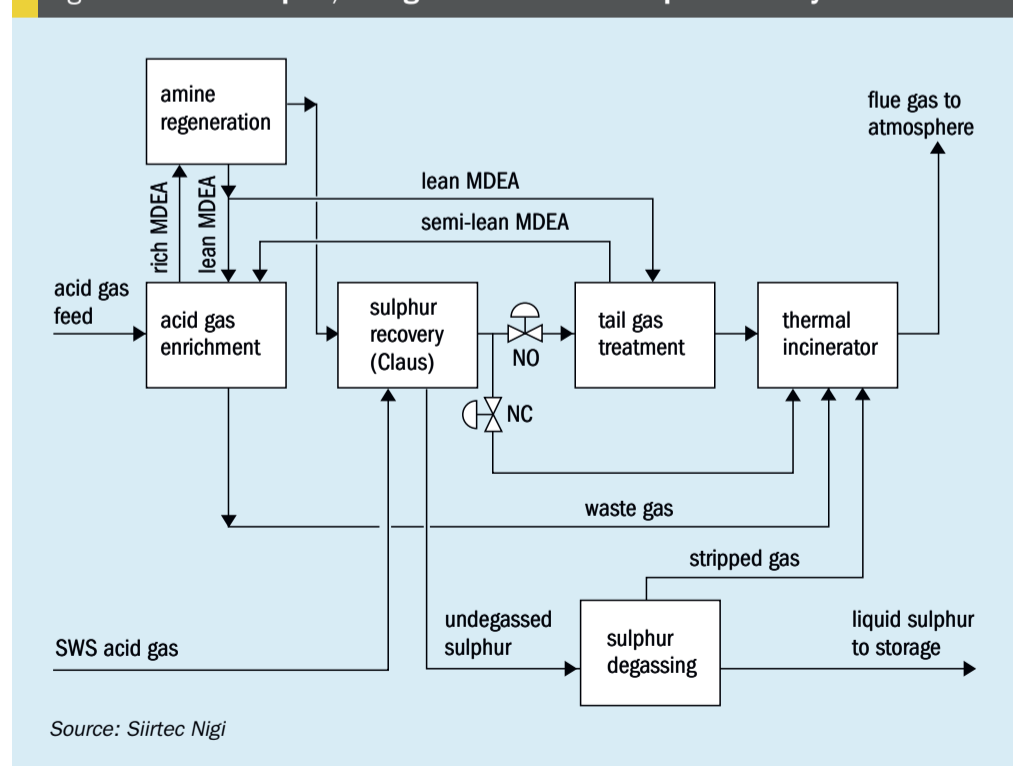 amine
regeneration
flue gas to
atmosphere
rich MDEA
lean MDEA
lean MDEA
semi-lean MDEA
acid gas
feed
acid gas
enrichment
sulphur
recovery
(Claus)
NO
tail gas
treatment
thermal
incinerator
NC
waste gas
stripped gas
SWS acid gas
undegassed
sulphur
sulphur
degassing
liquid sulphur
to storage
Source: Siirtec Nigi